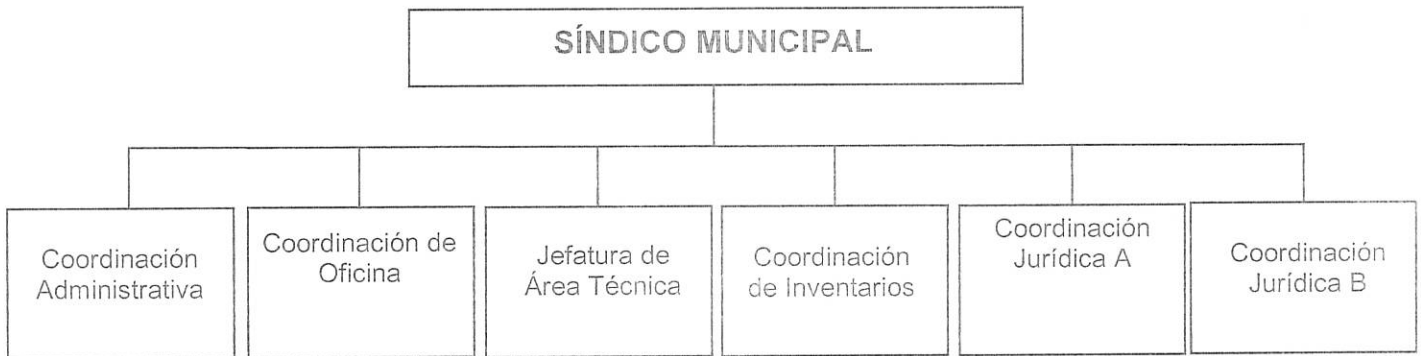 SÍNDICO MUNICIPAL
Coordinación
Administrativa
Coordinación de
Oficina
Jefatura de
Área Técnica
Coordinación
de Inventarios
Coordinación
Jurídica A
Coordinación
Jurídica B